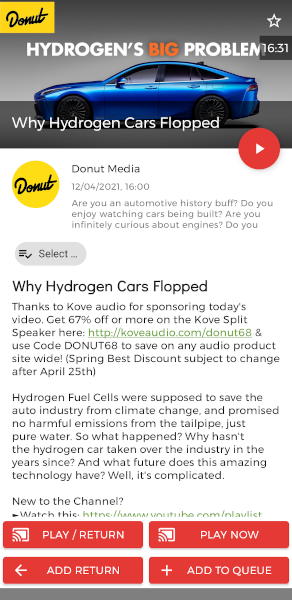 Donut
HYDROGEN'S BIG PROBLEM
16:31
Why Hydrogen Cars Flopped
Donut
Donut Media
12/04/2021, 16:00
Are you an automotive history buff? Do you
enjoy watching cars being built? Are you
infinitely curious about engines? Do you
Select ...
Why Hydrogen Cars Flopped
Thanks to Kove audio for sponsoring today's
video. Get 67% off or more on the Kove Split
Speaker here: http://koveaudio.com/donut68 &
use Code DONUT68 to save on any audio product
site wide! (Spring Best Discount subject to change
after April 25th)
Hydrogen Fuel Cells were supposed to save the
auto industry from climate change, and promised
no harmful emissions from the tailpipe, just
pure water. So what happened? Why hasn't
the hydrogen car taken over the industry in the
years since? And what future does this amazing
technology have? Well, it's complicated.
New to the Channel?
►Watch this: https://www.youtube.com/playlist
PLAY / RETURN
PLAY NOW
ADD RETURN
ADD TO QUEUE